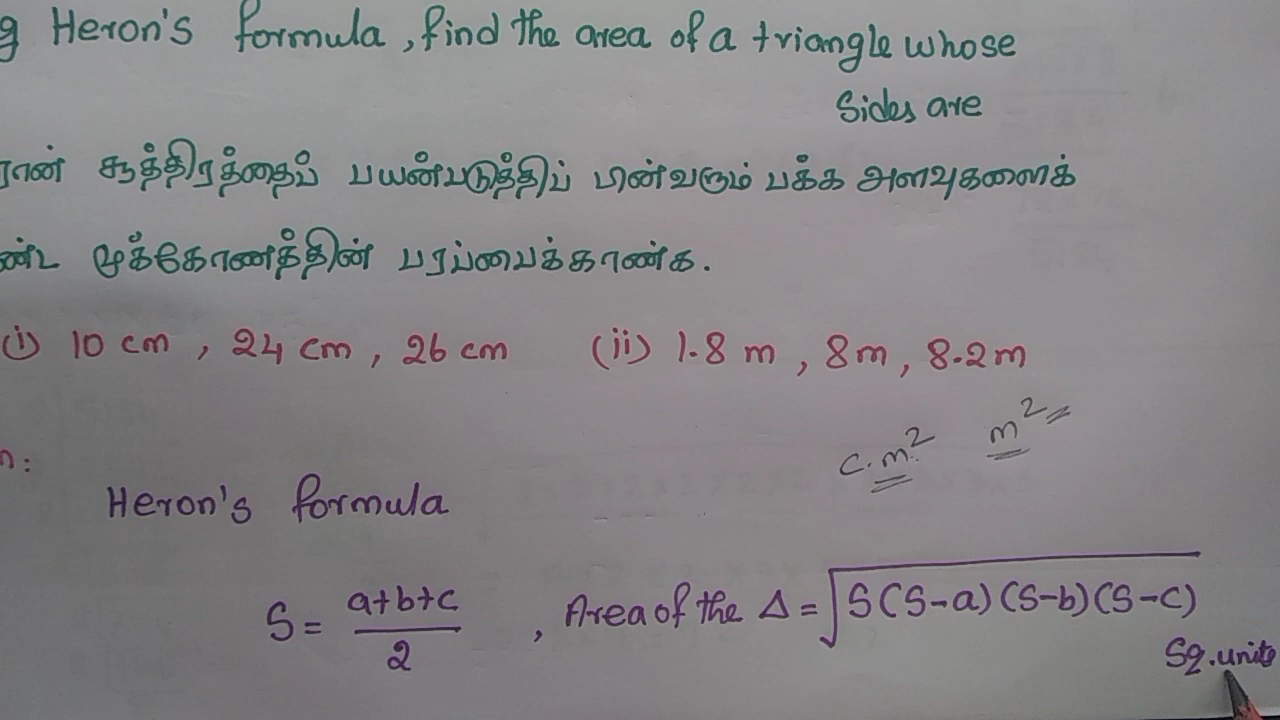 g Heron's formula, find the area of a triangle whose
Sides are
ரான் சூத்திரத்தைப் பயன்படுத்திப் பின்வரும் பக்க அளவுகளைக்
ண்ட முக்கோணத்தின் பரப்பைக்காண்க.
(i) 10 cm, 24 cm, 26 cm (ii) 1.8 m, 8m, 8.2m
c.m² m²
n:
Heron's formula
S = a+b+c / 2 , Area of the Δ = √S(S-a)(S-b)(S-c)
Sq.units